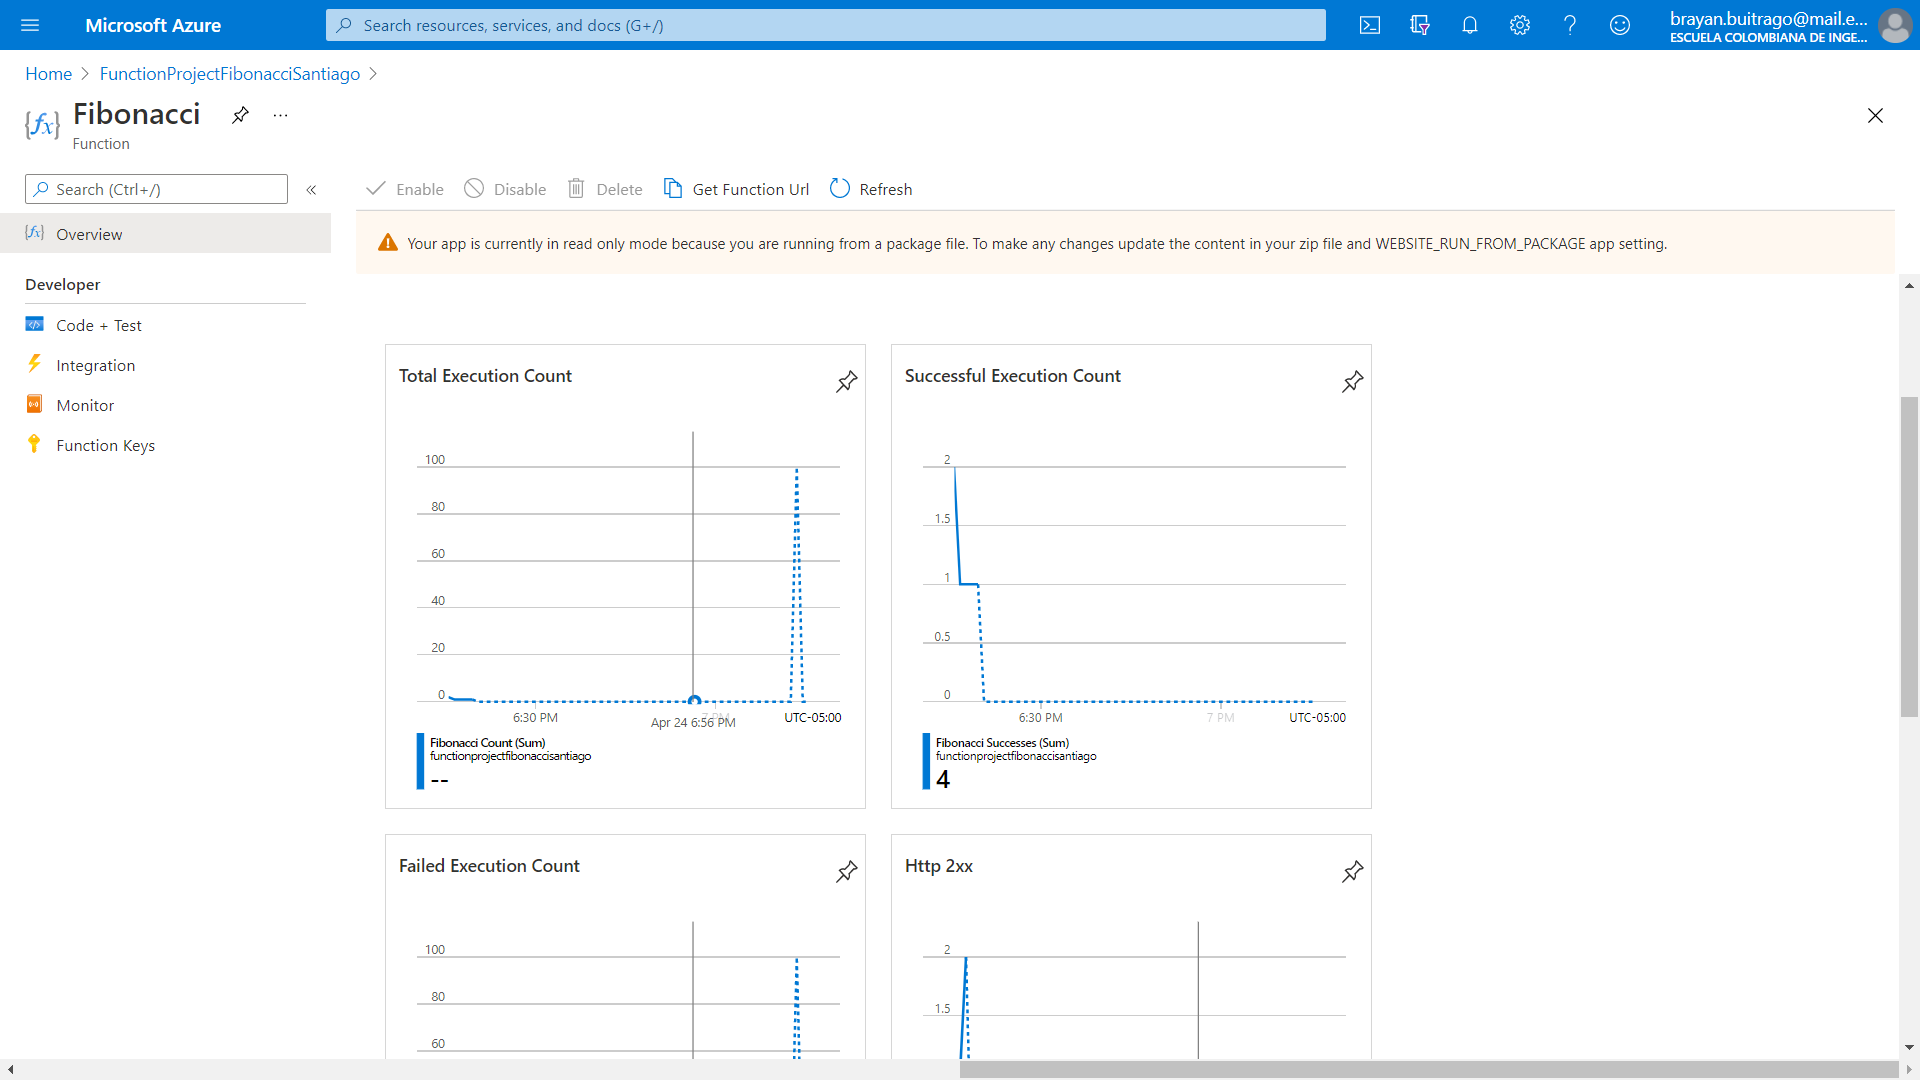 Microsoft Azure
Search resources, services, and docs (G+/)
brayan.buitrago@mail.e...
ESCUELA COLOMBIANA DE INGE...
Home
FunctionProjectFibonacciSantiago
{fx}
Fibonacci
...
Function
Search (Ctrl+/)
«
Enable
Disable
Delete
Get Function Url
Refresh
{fx}
Overview
Your app is currently in read only mode because you are running from a package file. To make any changes update the content in your zip file and WEBSITE_RUN_FROM_PACKAGE app setting.
Developer
Code + Test
Integration
Monitor
Function Keys
Total Execution Count
100
80
60
40
20
0
6:30 PM
7 PM
Apr 24 6:56 PM
UTC-05:00
Fibonacci Count (Sum)
functionprojectfibonaccisantiago
--
Successful Execution Count
2
1.5
1
0.5
0
6:30 PM
7 PM
UTC-05:00
Fibonacci Successes (Sum)
functionprojectfibonaccisantiago
4
Failed Execution Count
100
80
60
Http 2xx
2
1.5